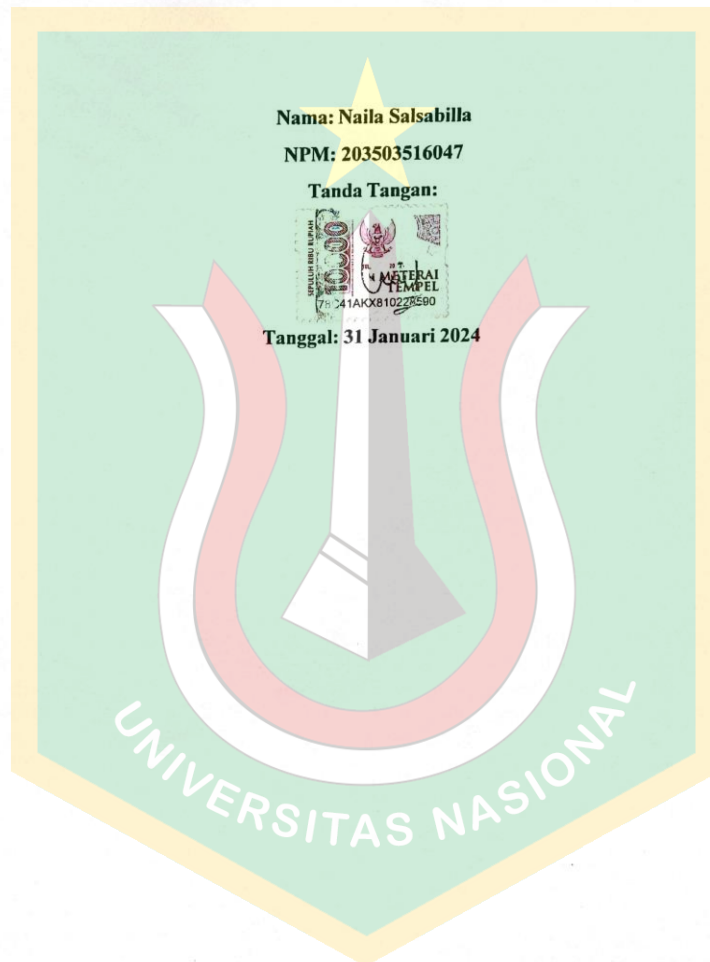 Nama: Naila Salsabilla
NPM: 203503516047
Tanda Tangan:
SEPULUH RIBU RUPIAH
10000
METERAI
TEMPEL
Tanggal: 31 Januari 2024
UNIVERSITAS NASIONAL